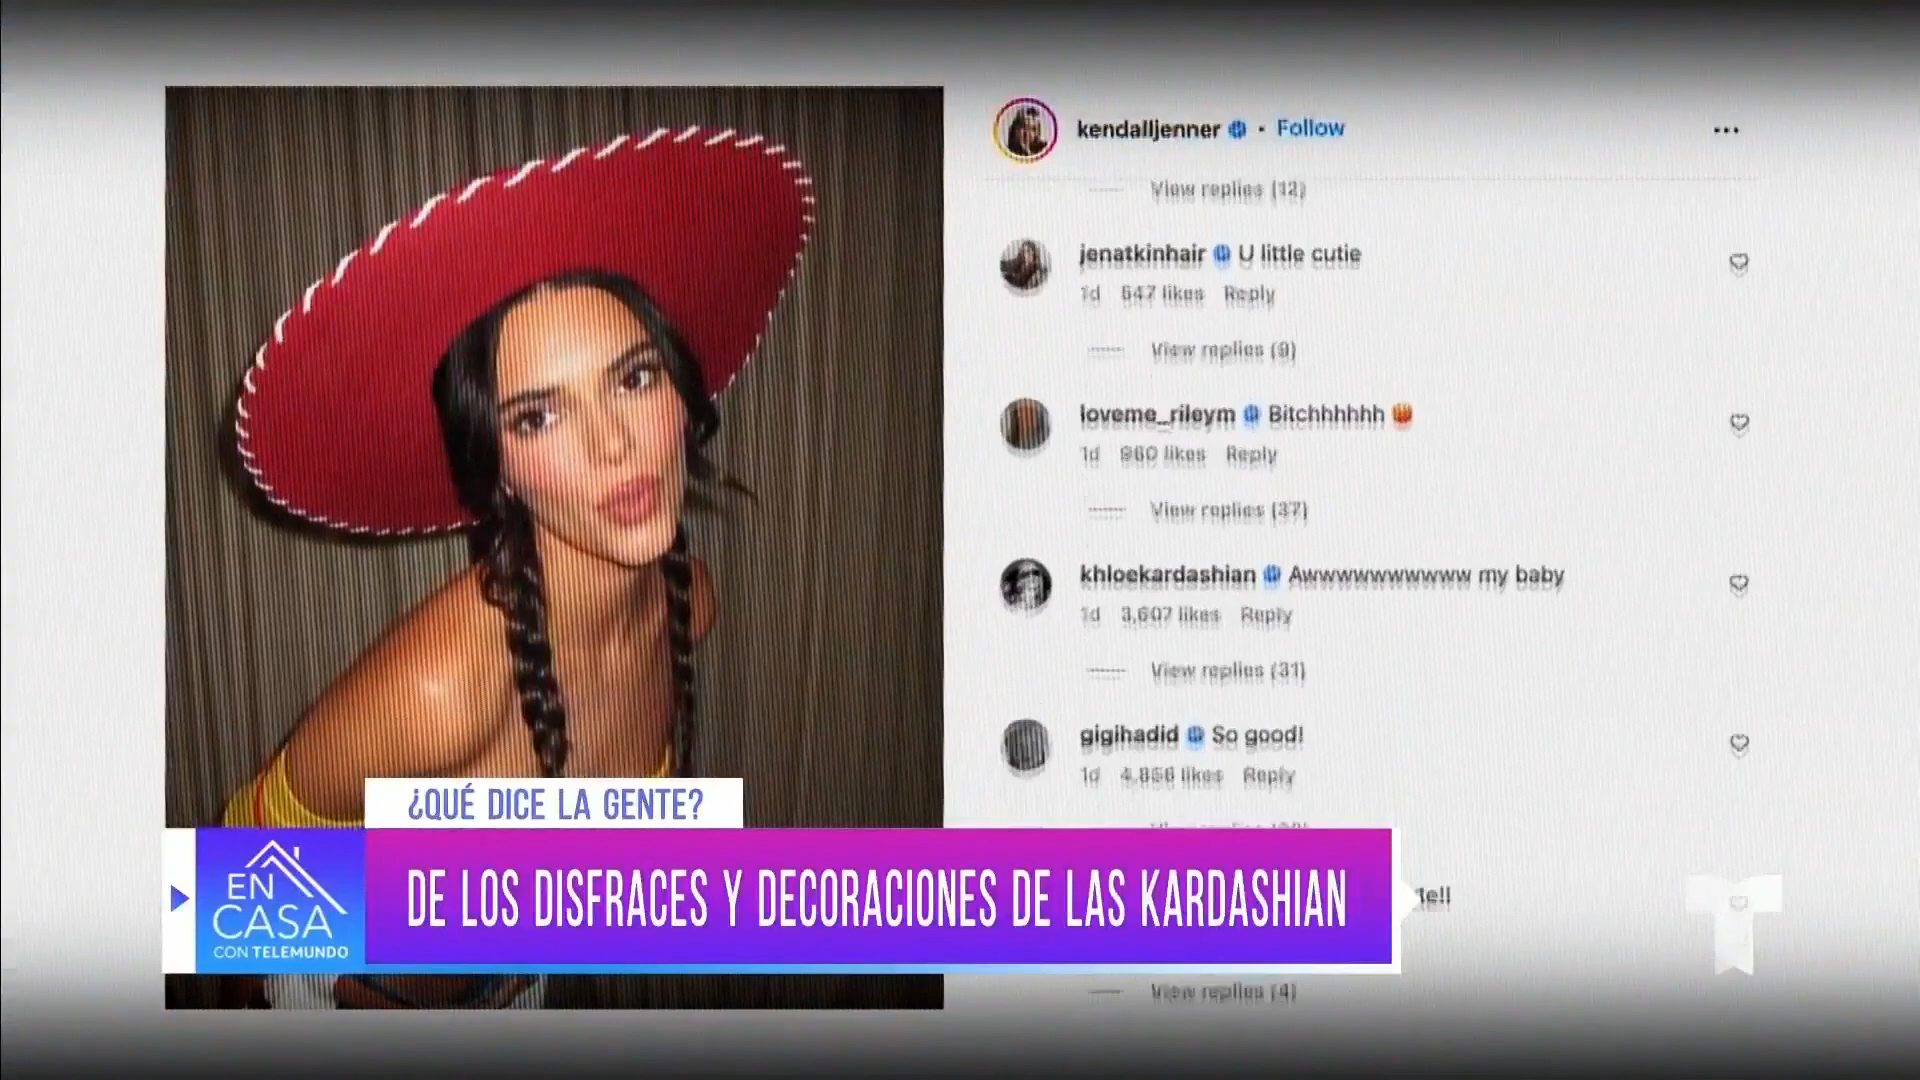 kendalljenner • Follow
View replies (12)
jenatkinhair U little cutie
1d 647 likes Reply
View replies (9)
loveme_rileym Bitchhhhhh
1d 960 likes Reply
View replies (37)
khloekardashian Awwwwwwwwww my baby
1d 3,607 likes Reply
View replies (31)
gigihadid So good!
1d 4,856 likes Reply
¿QUÉ DICE LA GENTE?
EN
CASA
CON TELEMUNDO
DE LOS DISFRACES Y DECORACIONES DE LAS KARDASHIAN
View replies (4)